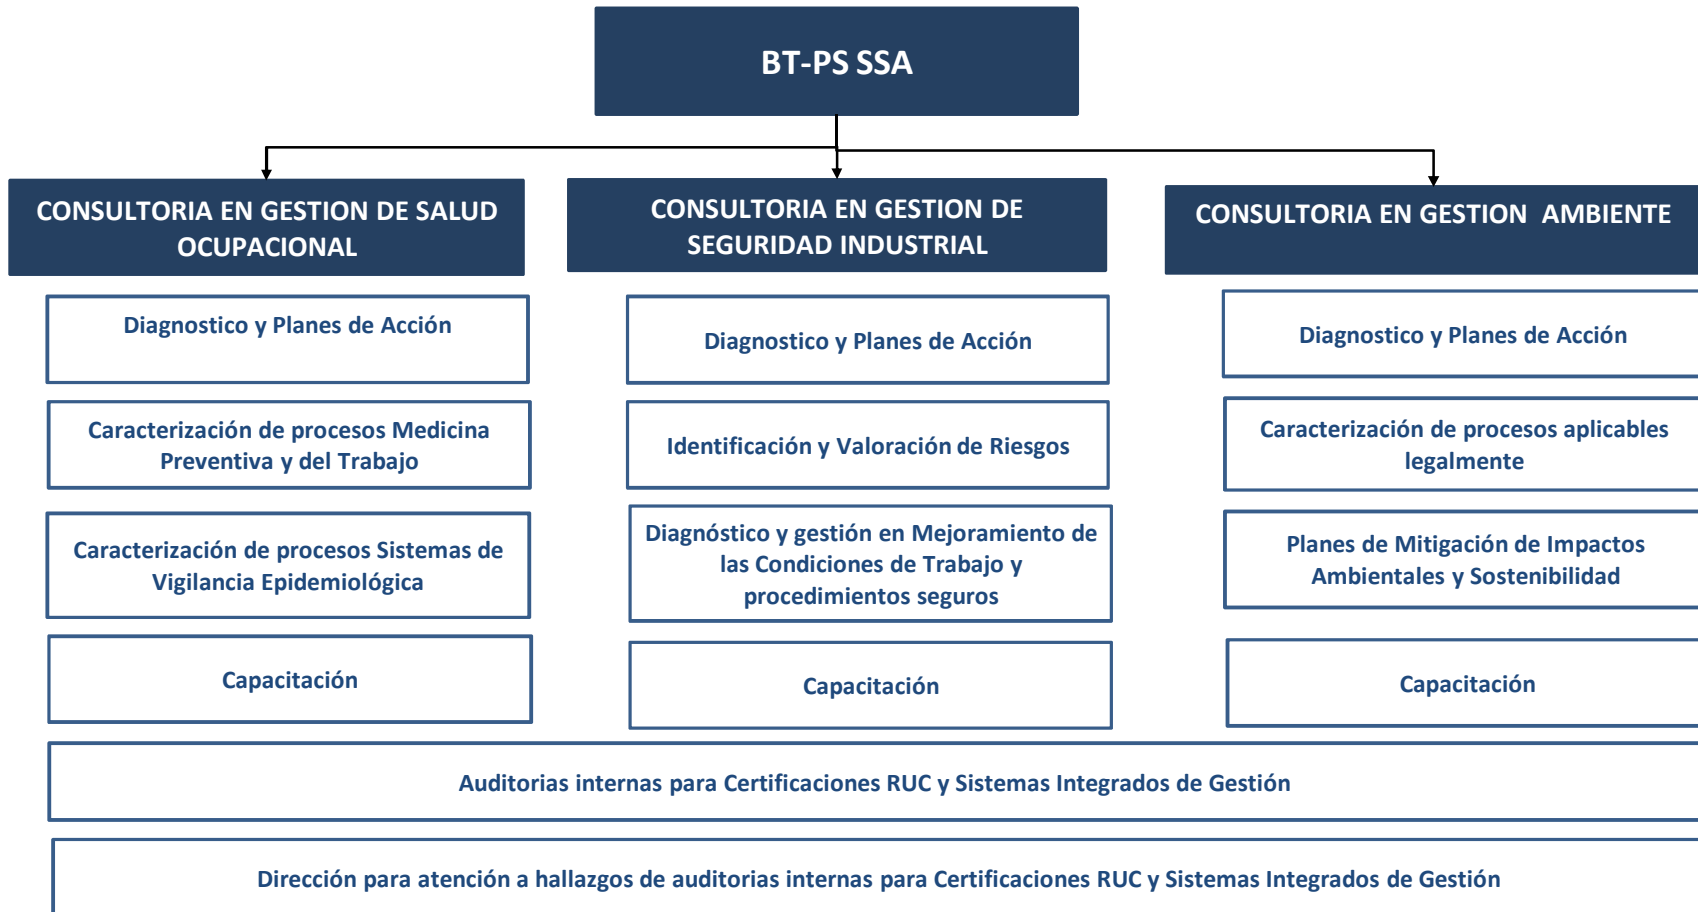 BT-PS SSA
CONSULTORIA EN GESTION DE SALUD
OCUPACIONAL
CONSULTORIA EN GESTION DE
SEGURIDAD INDUSTRIAL
CONSULTORIA EN GESTION AMBIENTE
Diagnostico y Planes de Acción
Caracterización de procesos Medicina
Preventiva y del Trabajo
Caracterización de procesos Sistemas de
Vigilancia Epidemiológica
Capacitación
Diagnostico y Planes de Acción
Identificación y Valoración de Riesgos
Diagnóstico y gestión en Mejoramiento de
las Condiciones de Trabajo y
procedimientos seguros
Capacitación
Diagnostico y Planes de Acción
Caracterización de procesos aplicables
legalmente
Planes de Mitigación de Impactos
Ambientales y Sostenibilidad
Capacitación
Auditorias internas para Certificaciones RUC y Sistemas Integrados de Gestión
Dirección para atención a hallazgos de auditorias internas para Certificaciones RUC y Sistemas Integrados de Gestión